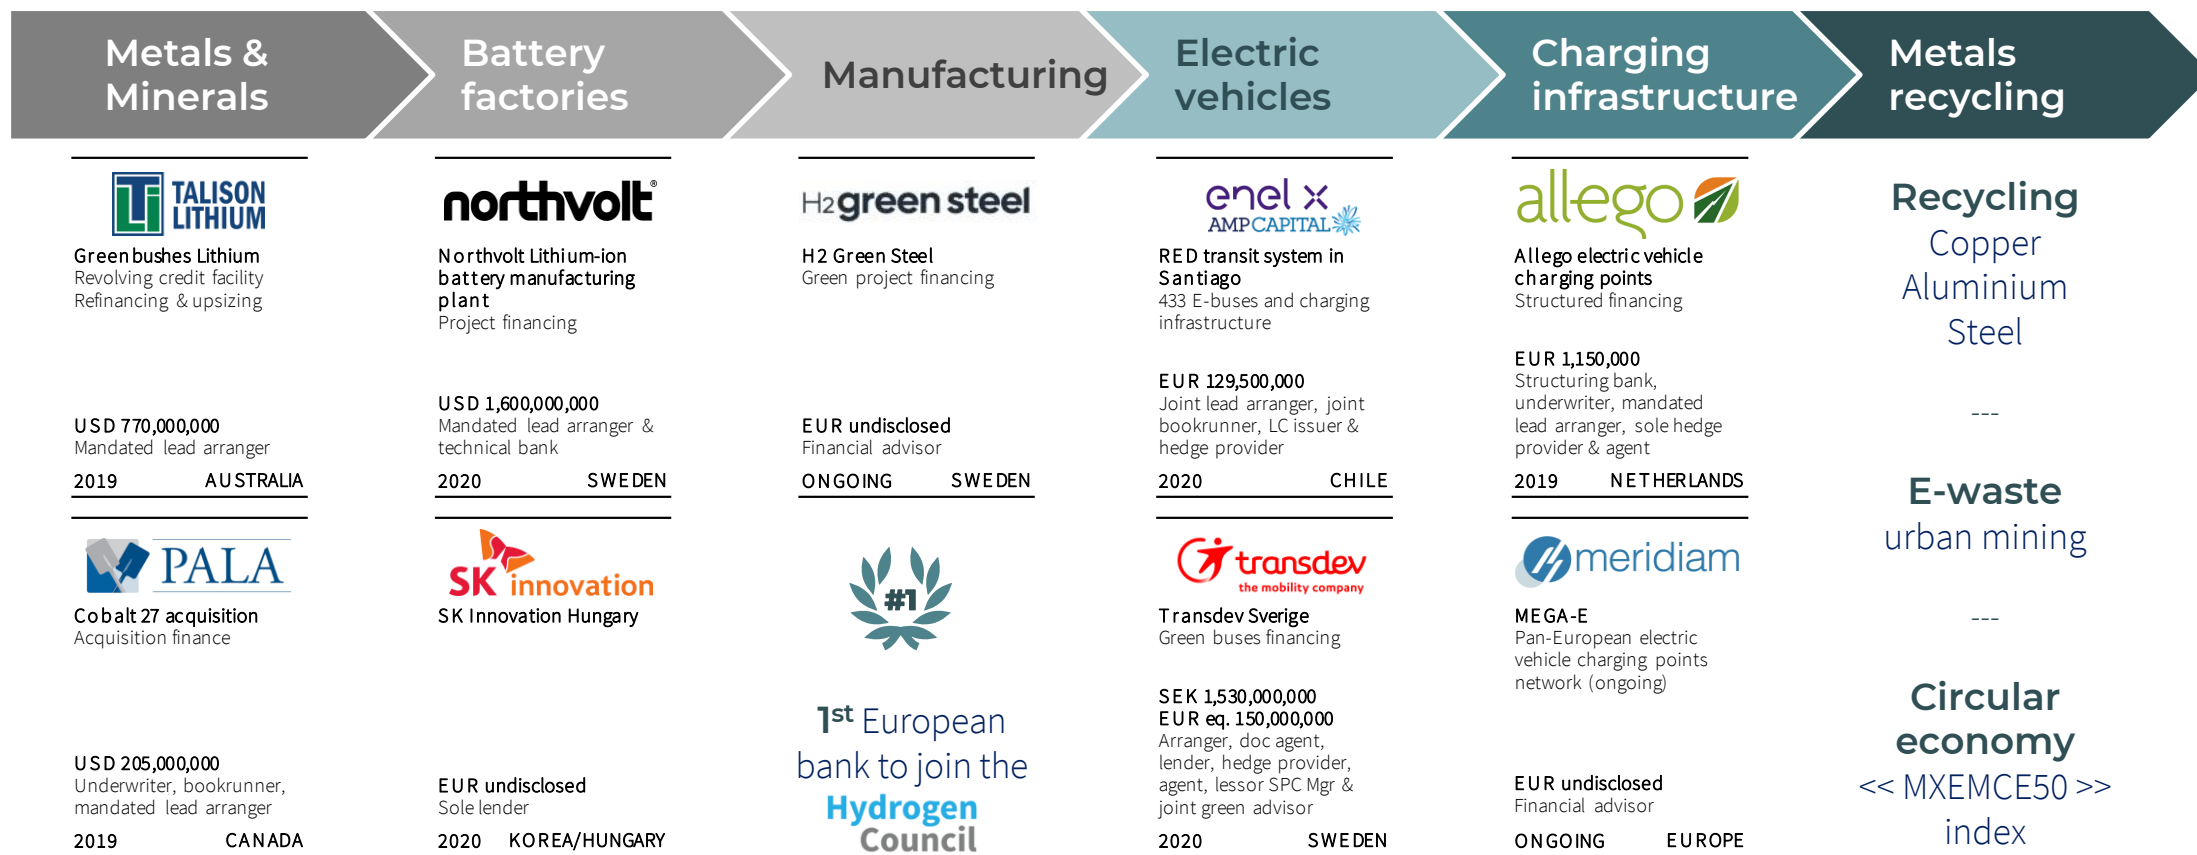 Metals &
Minerals
Battery
factories
Manufacturing
Electric
vehicles
Charging
infrastructure
Metals
recycling
Li TALISON
LITHIUM
Greenbushes Lithium
Revolving credit facility
Refinancing & upsizing
USD 770,000,000
Mandated lead arranger
2019 AUSTRALIA
northvolt®
Northvolt Lithium-ion
battery manufacturing
plant
Project financing
USD 1,600,000,000
Mandated lead arranger &
technical bank
2020 SWEDEN
H2 green steel
H2 Green Steel
Green project financing
EUR undisclosed
Financial advisor
ONGOING SWEDEN
enel x
AMP CAPITAL
RED transit system in
Santiago
433 E-buses and charging
infrastructure
EUR 129,500,000
Joint lead arranger, joint
bookrunner, LC issuer &
hedge provider
2020 CHILE
allego
Allego electric vehicle
charging points
Structured financing
EUR 1,150,000
Structuring bank,
underwriter, mandated
lead arranger, sole hedge
provider & agent
2019 NETHERLANDS
Recycling
Copper
Aluminium
Steel
---
E-waste
urban mining
---
Circular
economy
<< MXEMCE50 >>
index
PALA
Cobalt 27 acquisition
Acquisition finance
USD 205,000,000
Underwriter, bookrunner,
mandated lead arranger
2019 CANADA
SK innovation
SK Innovation Hungary
EUR undisclosed
Sole lender
2020 KOREA/HUNGARY
#1
1st European
bank to join the
Hydrogen
Council
transdev
the mobility company
Transdev Sverige
Green buses financing
SEK 1,530,000,000
EUR eq. 150,000,000
Arranger, doc agent,
lender, hedge provider,
agent, lessor SPC Mgr &
joint green advisor
2020 SWEDEN
meridiam
MEGA-E
Pan-European electric
vehicle charging points
network (ongoing)
EUR undisclosed
Financial advisor
ONGOING EUROPE